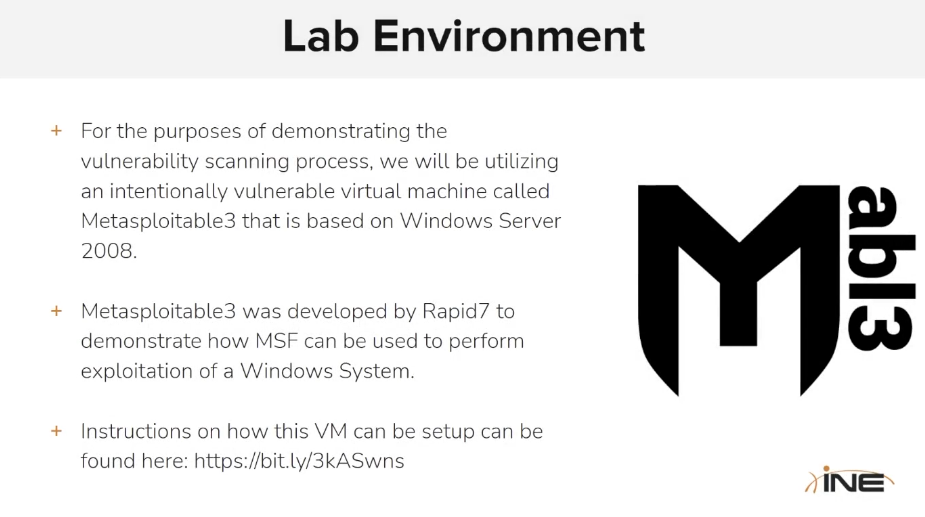 Lab Environment
+ For the purposes of demonstrating the
vulnerability scanning process, we will be utilizing
an intentionally vulnerable virtual machine called
Metasploitable3 that is based on Windows Server
2008.
+ Metasploitable3 was developed by Rapid7 to
demonstrate how MSF can be used to perform
exploitation of a Windows System.
+ Instructions on how this VM can be setup can be
found here: https://bit.ly/3kASwns
M
abl3
INE